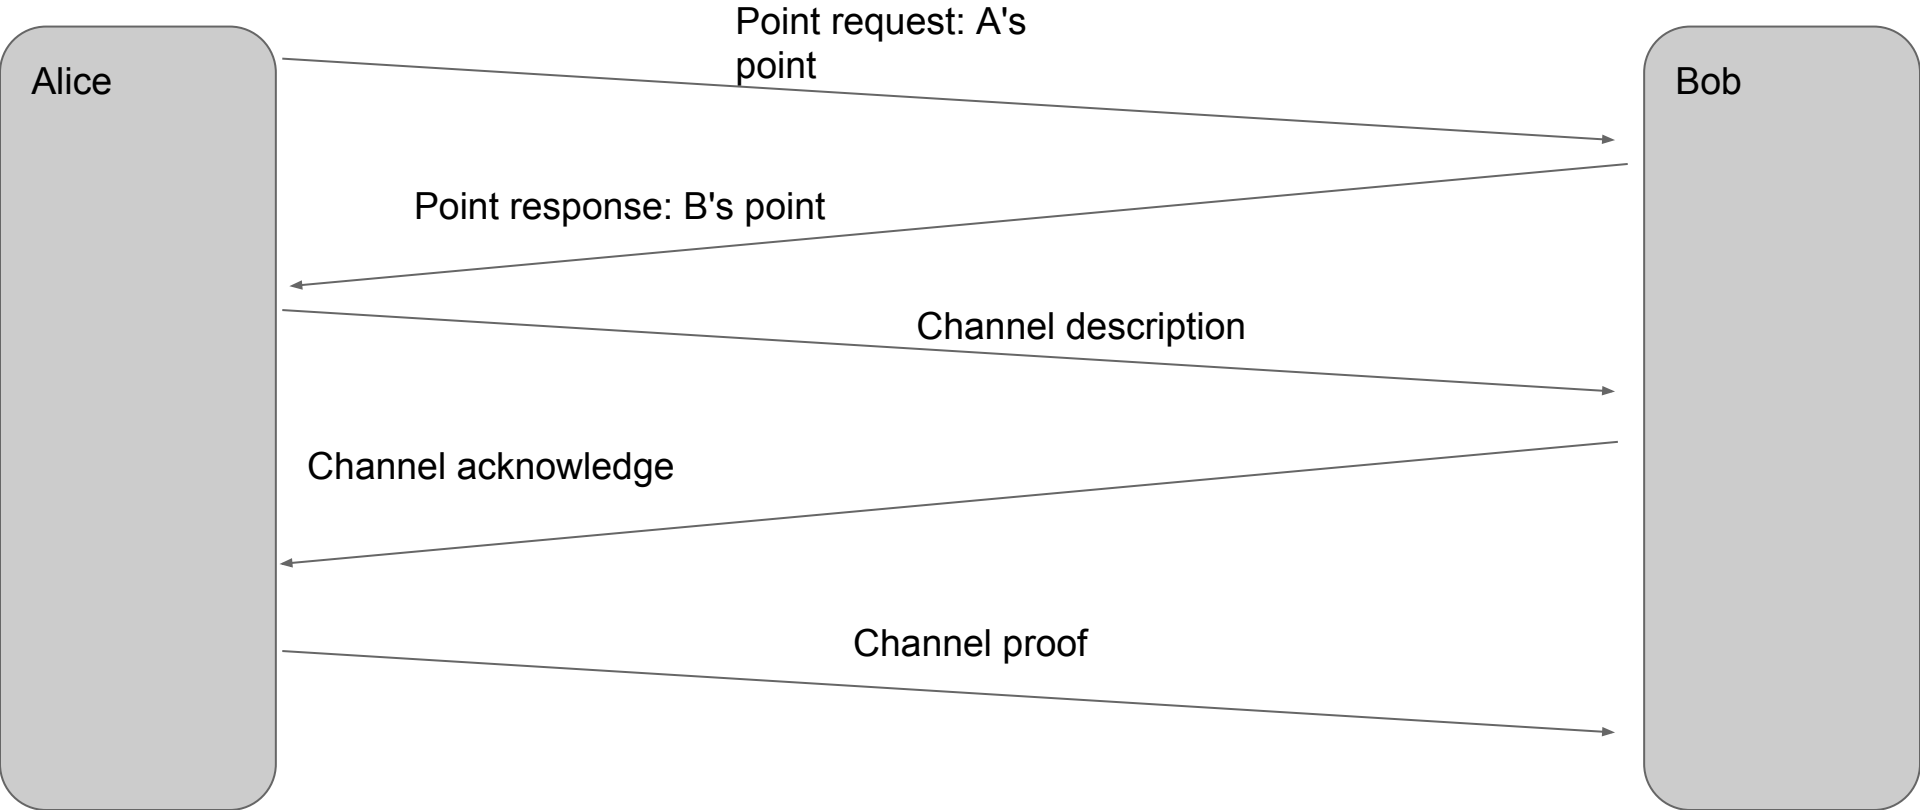 Point request: A's
point
Alice
Bob
Point response: B's point
Channel description
Channel acknowledge
Channel proof